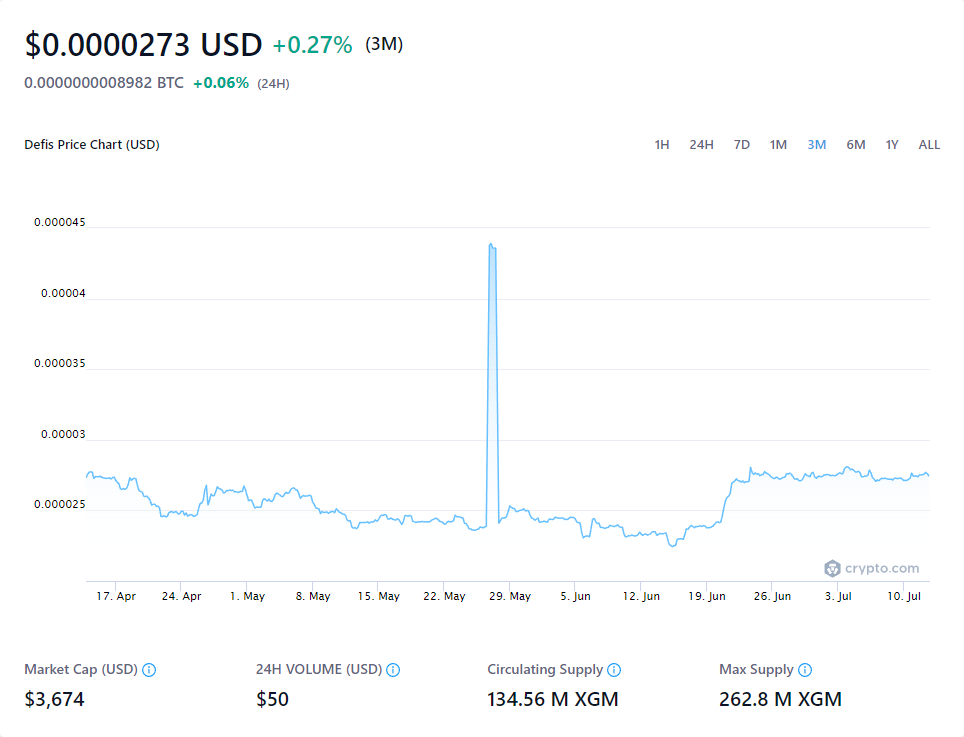 $0.0000273 USD +0.27% (3M)
0.0000000008982 BTC +0.06% (24H)
Defis Price Chart (USD) 1H 24H 7D 1M 3M 6M 1Y ALL
0.000045
0.00004
0.000035
0.00003
0.000025
crypto.com
17. Apr 24. Apr 1. May 8. May 15. May 22. May 29. May 5. Jun 12. Jun 19. Jun 26. Jun 3. Jul 10. Jul
Market Cap (USD) 24H VOLUME (USD) Circulating Supply Max Supply
$3,674 $50 134.56 M XGM 262.8 M XGM